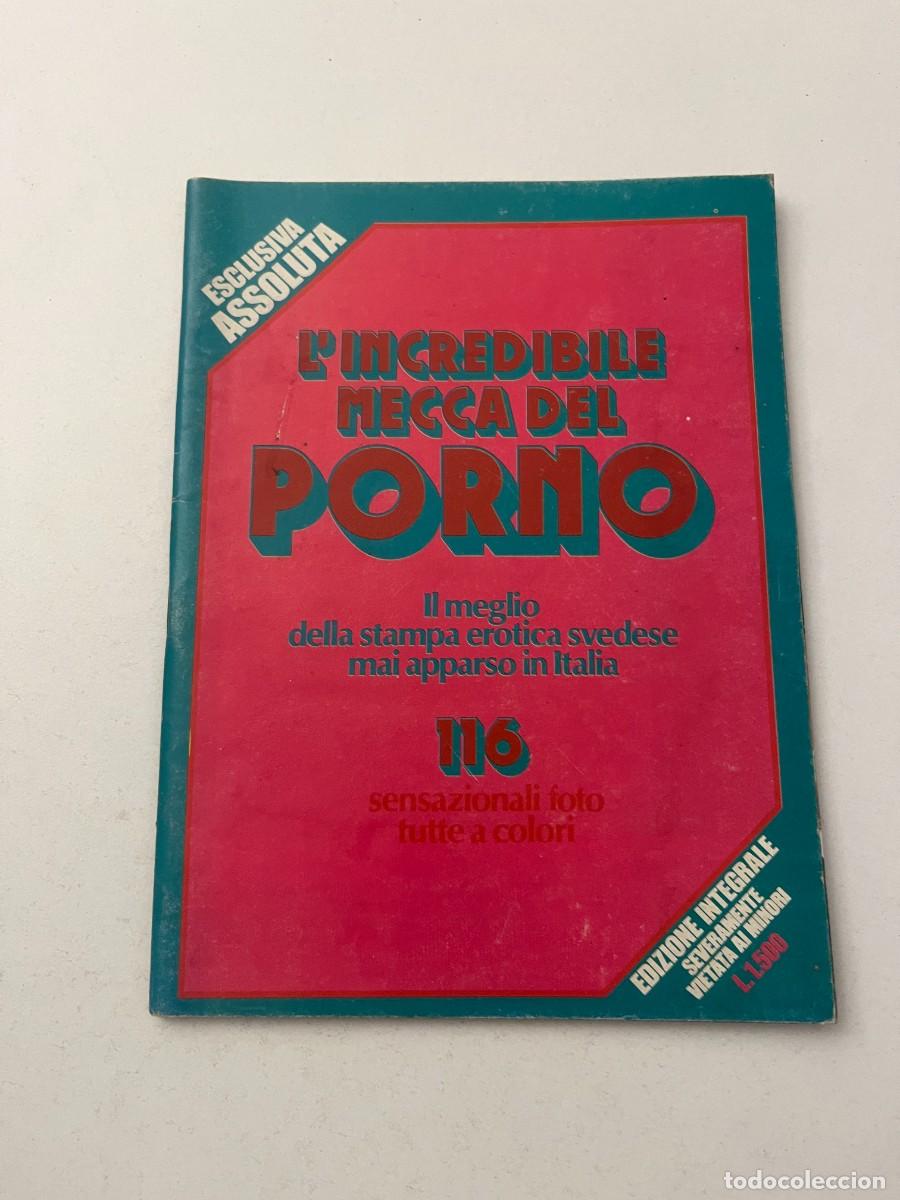 ESCLUSIVA
ASSOLUTA
L'INCREDIBILE
MECCA DEL
PORNO
Il meglio
della stampa erotica svedese
mai apparso in Italia
116
sensazionali foto
tutte a colori
EDIZIONE INTEGRALE
SEVERAMENTE
VIETATA AI MINORI
L. 1.500
todocoleccion